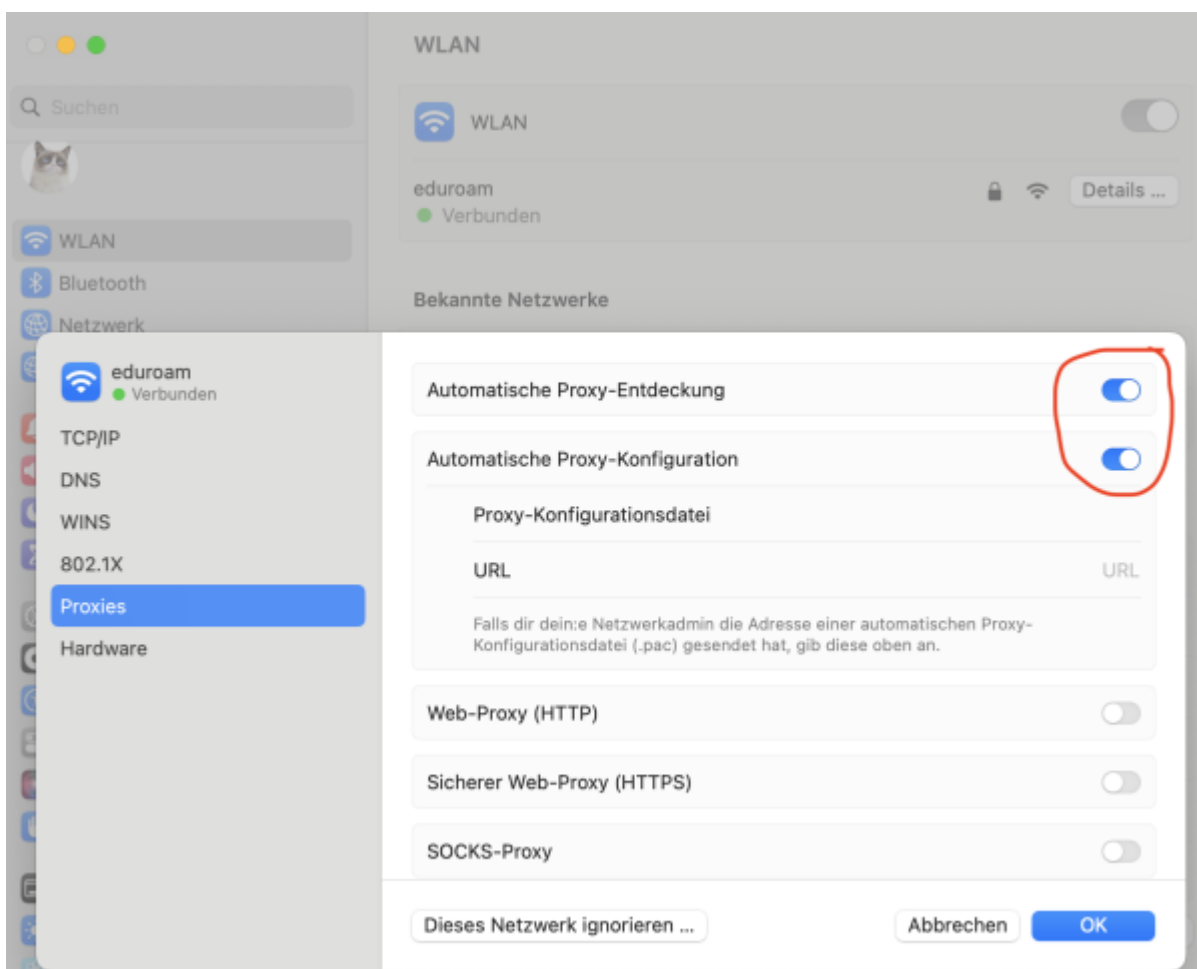 WLAN
Suchen
WLAN
eduroam
Verbunden
Details ...
WLAN
Bluetooth
Netzwerk
Bekannte Netzwerke
eduroam
Verbunden
TCP/IP
DNS
WINS
802.1X
Proxies
Hardware
Automatische Proxy-Entdeckung
Automatische Proxy-Konfiguration
Proxy-Konfigurationsdatei
URL
URL
Falls dir dein:e Netzwerkadmin die Adresse einer automatischen Proxy-
Konfigurationsdatei (.pac) gesendet hat, gib diese oben an.
Web-Proxy (HTTP)
Sicherer Web-Proxy (HTTPS)
SOCKS-Proxy
Dieses Netzwerk ignorieren ...
Abbrechen
OK